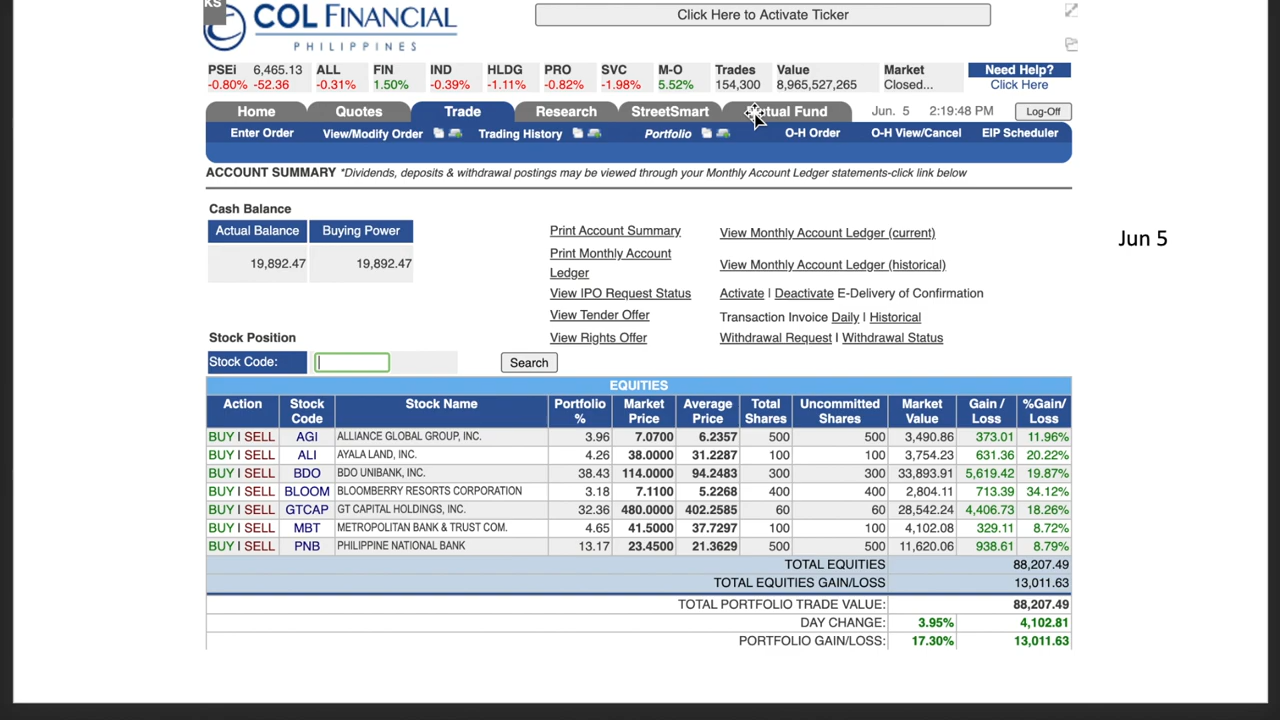 KS
COL FINANCIAL
PHILIPPINES
Click Here to Activate Ticker
PSEi 6,465.13 ALL FIN IND HLDG PRO SVC M-O Trades Value Market Need Help?
-0.80% -52.36 -0.31% 1.50% -0.39% -1.11% -0.82% -1.98% 5.52% 154,300 8,965,527,265 Closed... Click Here
Home Quotes Trade Research StreetSmart Mutual Fund Jun. 5 2:19:48 PM Log-Off
Enter Order View/Modify Order Trading History Portfolio O-H Order O-H View/Cancel EIP Scheduler
ACCOUNT SUMMARY *Dividends, deposits & withdrawal postings may be viewed through your Monthly Account Ledger statements-click link below
Cash Balance
Actual Balance Buying Power
19,892.47 19,892.47
Print Account Summary View Monthly Account Ledger (current)
Print Monthly Account
Ledger
View Monthly Account Ledger (historical)
View IPO Request Status Activate | Deactivate E-Delivery of Confirmation
View Tender Offer Transaction Invoice Daily | Historical
View Rights Offer Withdrawal Request | Withdrawal Status
Jun 5
Stock Position
Stock Code: Search
EQUITIES
Action Stock Code Stock Name Portfolio % Market Price Average Price Total Shares Uncommitted Shares Market Value Gain / Loss %Gain/ Loss
BUY | SELL AGI ALLIANCE GLOBAL GROUP, INC. 3.96 7.0700 6.2357 500 500 3,490.86 373.01 11.96%
BUY | SELL ALI AYALA LAND, INC. 4.26 38.0000 31.2287 100 100 3,754.23 631.36 20.22%
BUY | SELL BDO BDO UNIBANK, INC. 38.43 114.0000 94.2483 300 300 33,893.91 5,619.42 19.87%
BUY | SELL BLOOM BLOOMBERRY RESORTS CORPORATION 3.18 7.1100 5.2268 400 400 2,804.11 713.39 34.12%
BUY | SELL GTCAP GT CAPITAL HOLDINGS, INC. 32.36 480.0000 402.2585 60 60 28,542.24 4,406.73 18.26%
BUY | SELL MBT METROPOLITAN BANK & TRUST COM. 4.65 41.5000 37.7297 100 100 4,102.08 329.11 8.72%
BUY | SELL PNB PHILIPPINE NATIONAL BANK 13.17 23.4500 21.3629 500 500 11,620.06 938.61 8.79%
TOTAL EQUITIES 88,207.49
TOTAL EQUITIES GAIN/LOSS 13,011.63
TOTAL PORTFOLIO TRADE VALUE: 88,207.49
DAY CHANGE: 3.95% 4,102.81
PORTFOLIO GAIN/LOSS: 17.30% 13,011.63